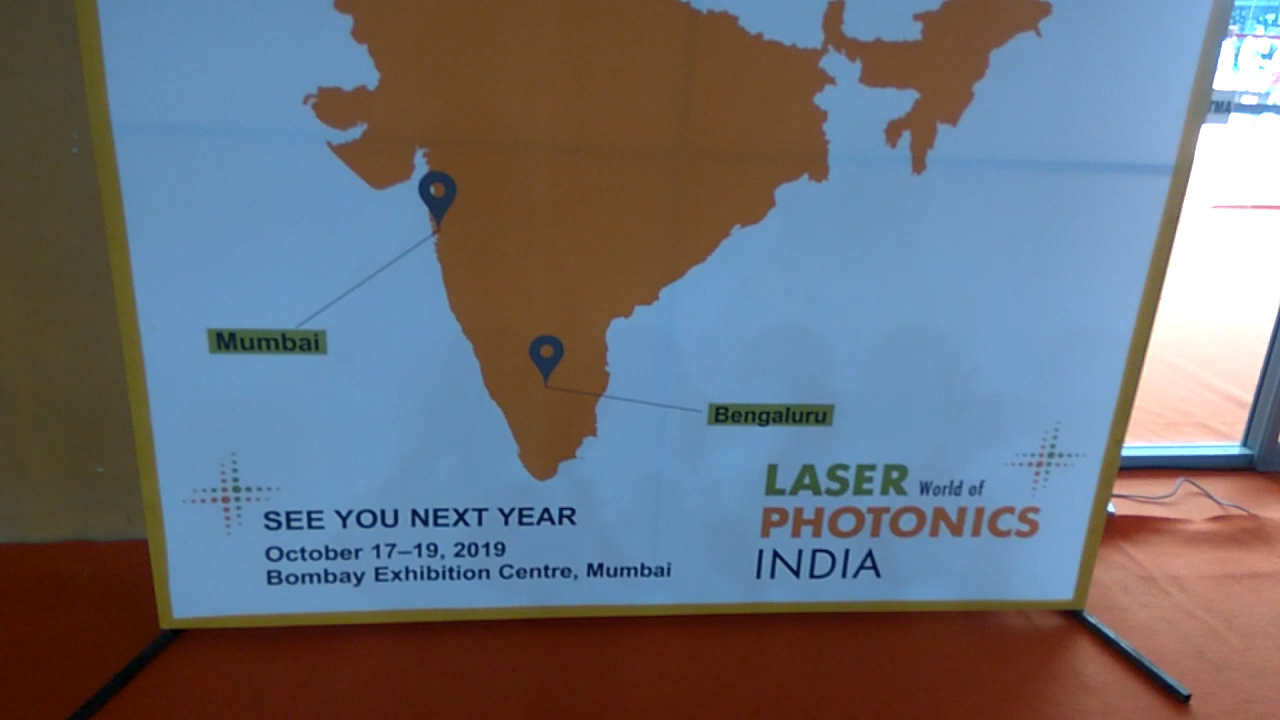 Mumbai
Bengaluru
SEE YOU NEXT YEAR
October 17–19, 2019
Bombay Exhibition Centre, Mumbai
LASER World of
PHOTONICS
INDIA